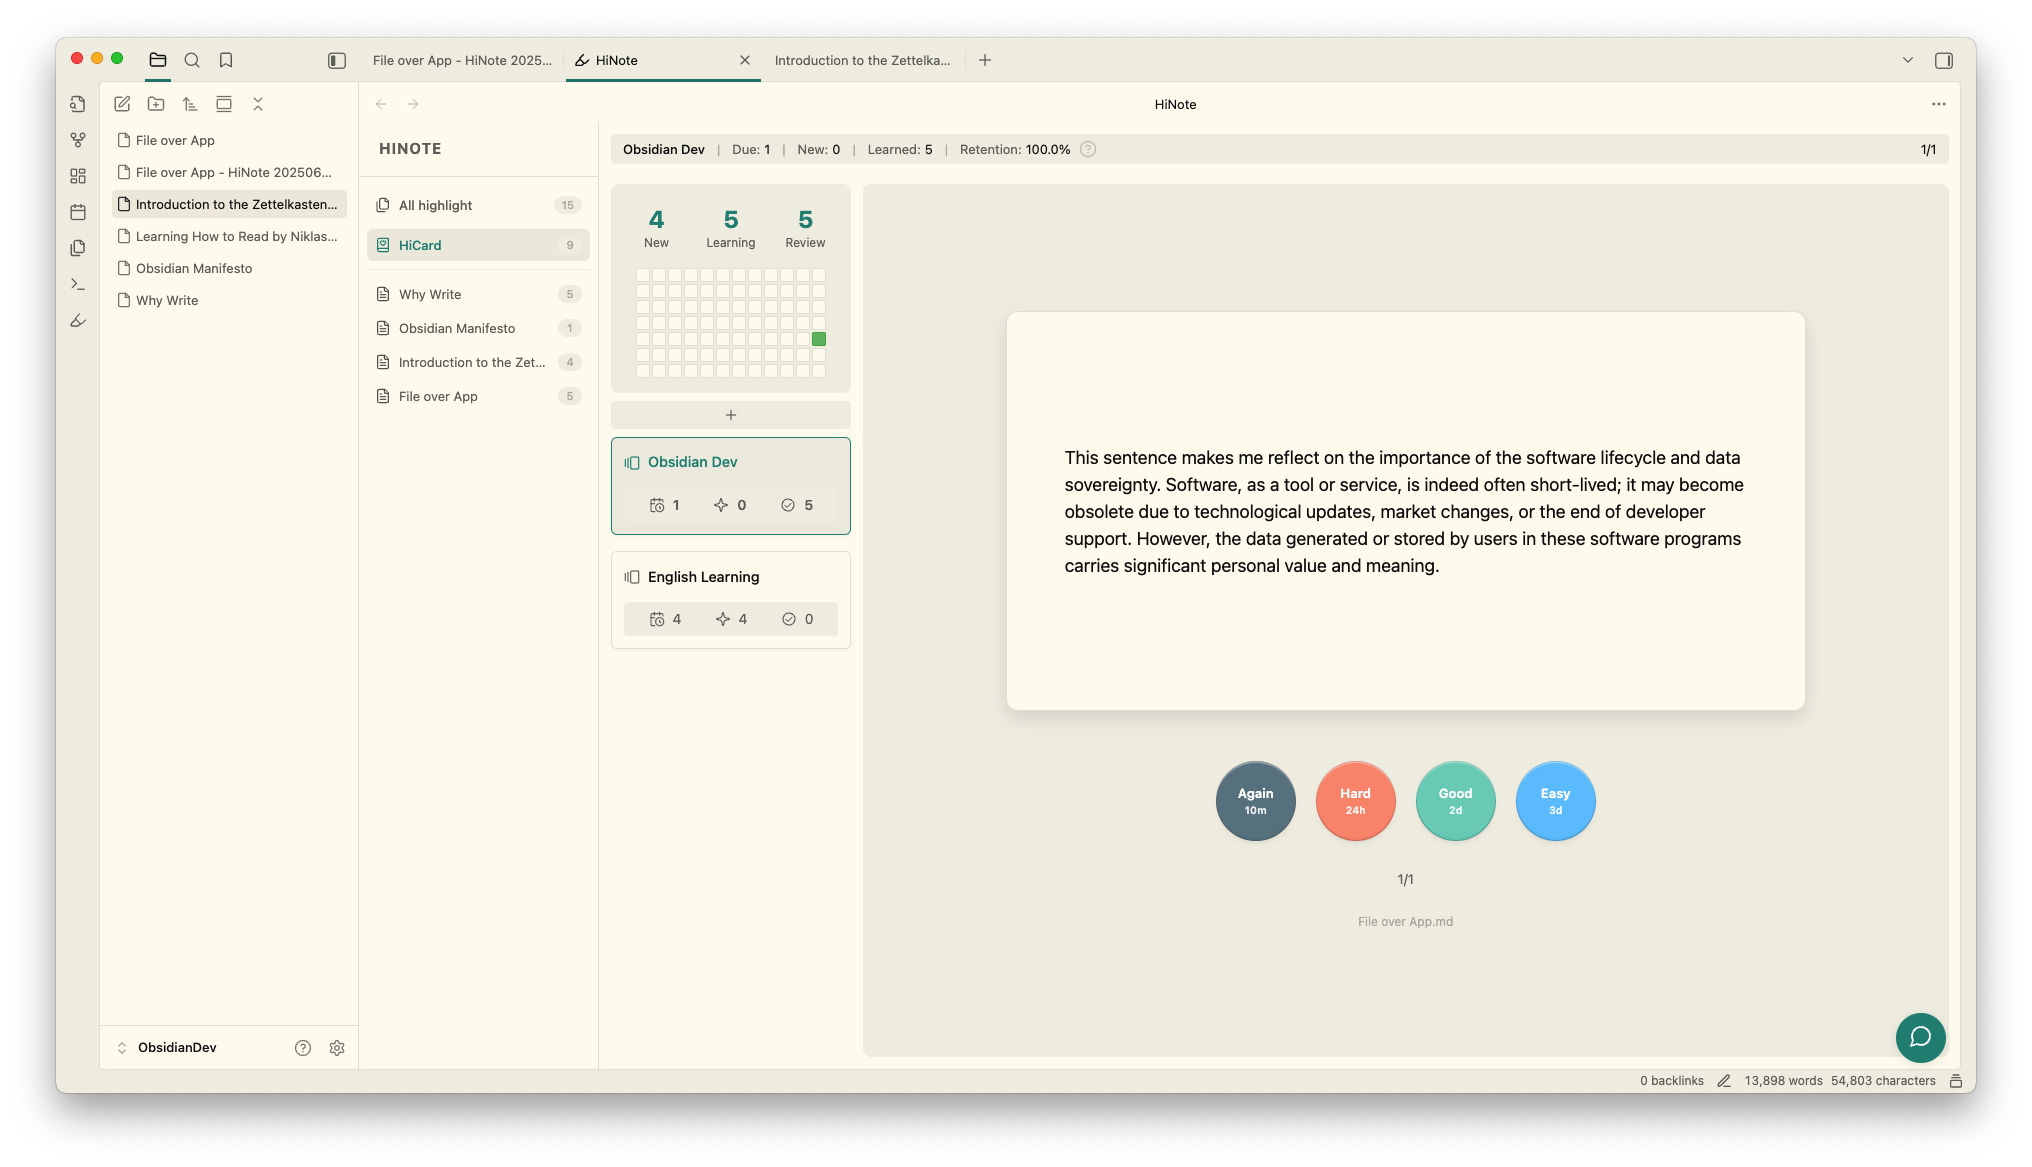 File over App - HiNote 2025...
HiNote
Introduction to the Zettelka...
HiNote
File over App
File over App - HiNote 202506...
Introduction to the Zettelkasten...
Learning How to Read by Niklas...
Obsidian Manifesto
Why Write
ObsidianDev
HINOTE
All highlight 15
HiCard 9
Why Write 5
Obsidian Manifesto 1
Introduction to the Zet... 4
File over App 5
Obsidian Dev | Due: 1 | New: 0 | Learned: 5 | Retention: 100.0% ? 1/1
4 5 5
New Learning Review
+
Obsidian Dev
1 0 5
English Learning
4 4 0
This sentence makes me reflect on the importance of the software lifecycle and data
sovereignty. Software, as a tool or service, is indeed often short-lived; it may become
obsolete due to technological updates, market changes, or the end of developer
support. However, the data generated or stored by users in these software programs
carries significant personal value and meaning.
Again Hard Good Easy
10m 24h 2d 3d
1/1
File over App.md
0 backlinks 13,898 words 54,803 characters